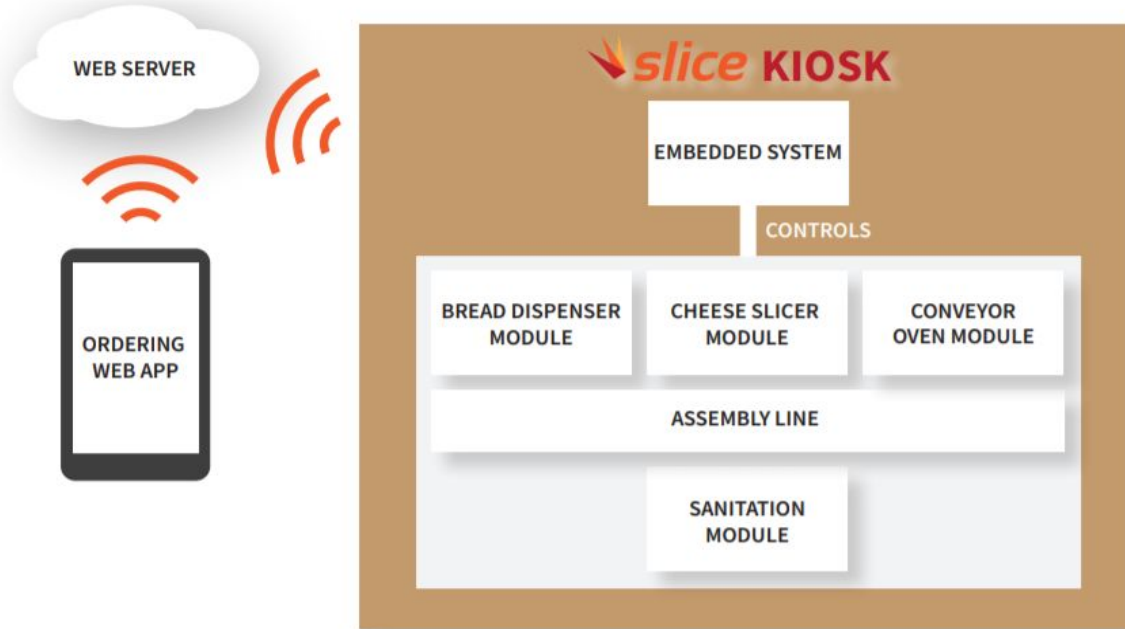 WEB SERVER
slice KIOSK
EMBEDDED SYSTEM
CONTROLS
BREAD DISPENSER
MODULE
CHEESE SLICER
MODULE
CONVEYOR
OVEN MODULE
ORDERING
WEB APP
ASSEMBLY LINE
SANITATION
MODULE